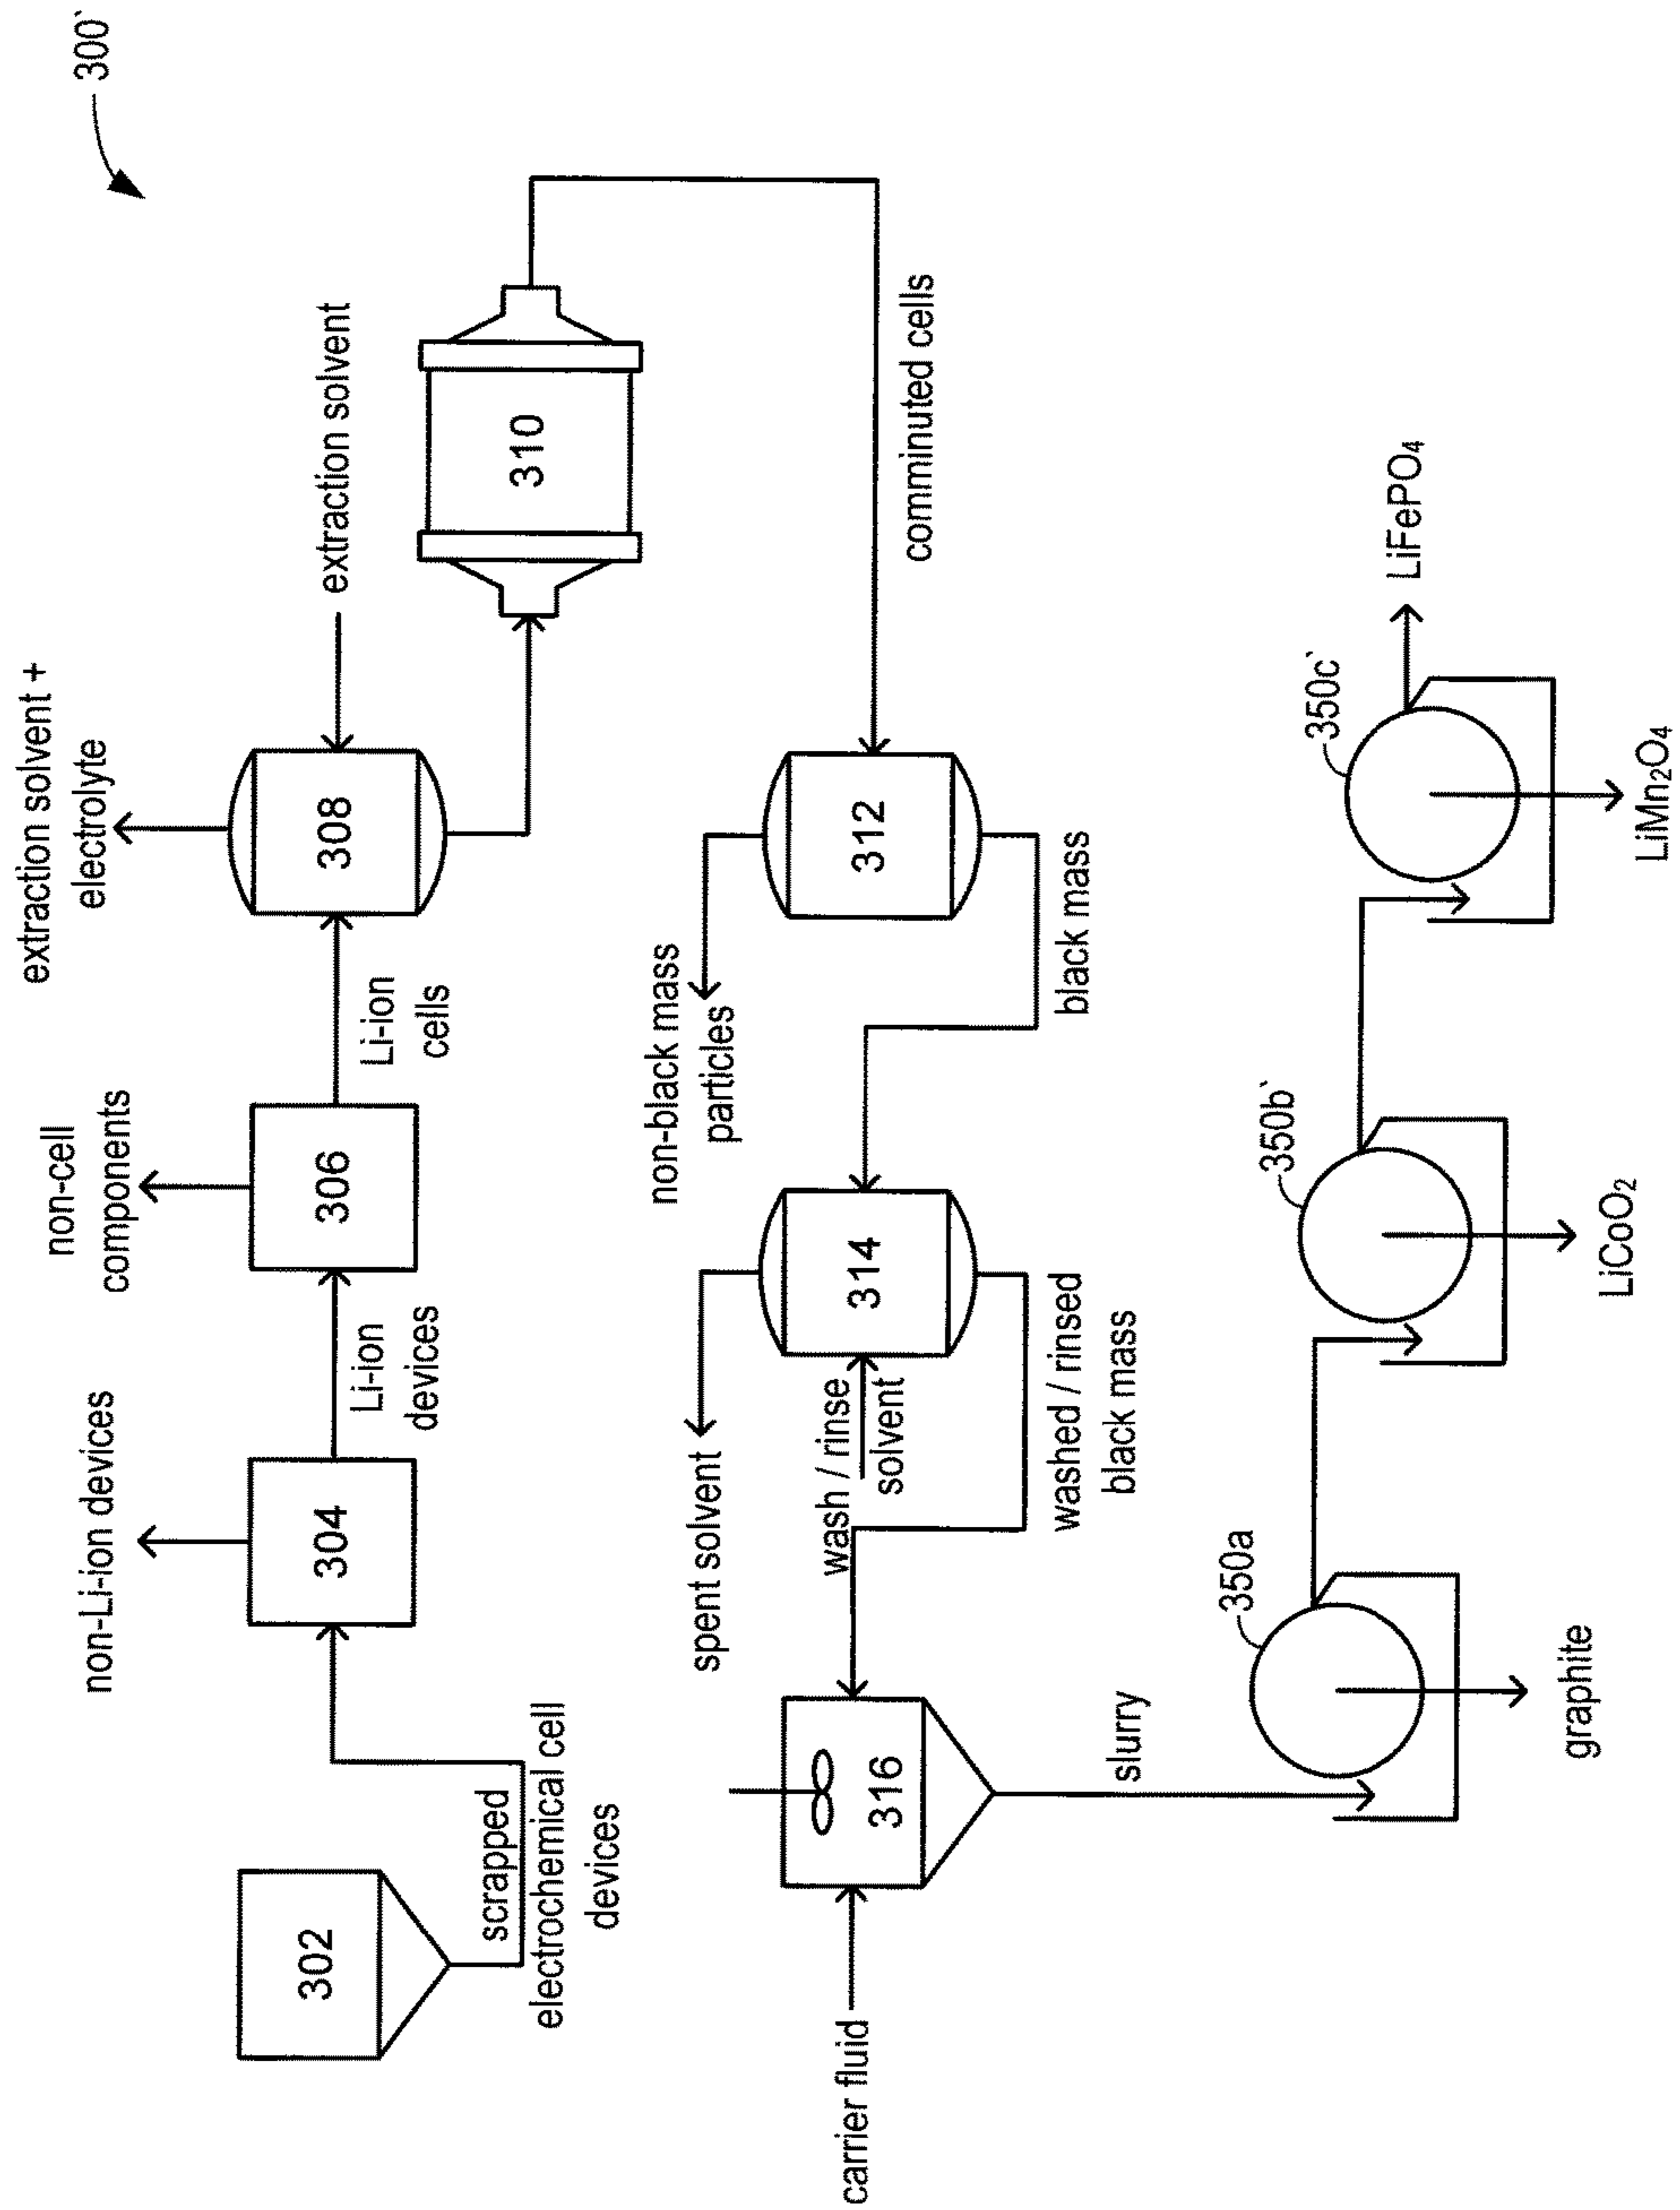 300`
extraction solvent +
electrolyte
non-cell
components
non-Li-ion devices
302
scrapped
electrochemical cell
devices
304
Li-ion
devices
306
Li-ion
cells
308
extraction solvent
310
comminuted cells
carrier fluid
316
spent solvent
wash / rinse
solvent
314
washed / rinsed
black mass
non-black mass
particles
312
black mass
slurry
350a
graphite
350b`
LiCoO₂
350c`
LiMn₂O₄
LiFePO₄